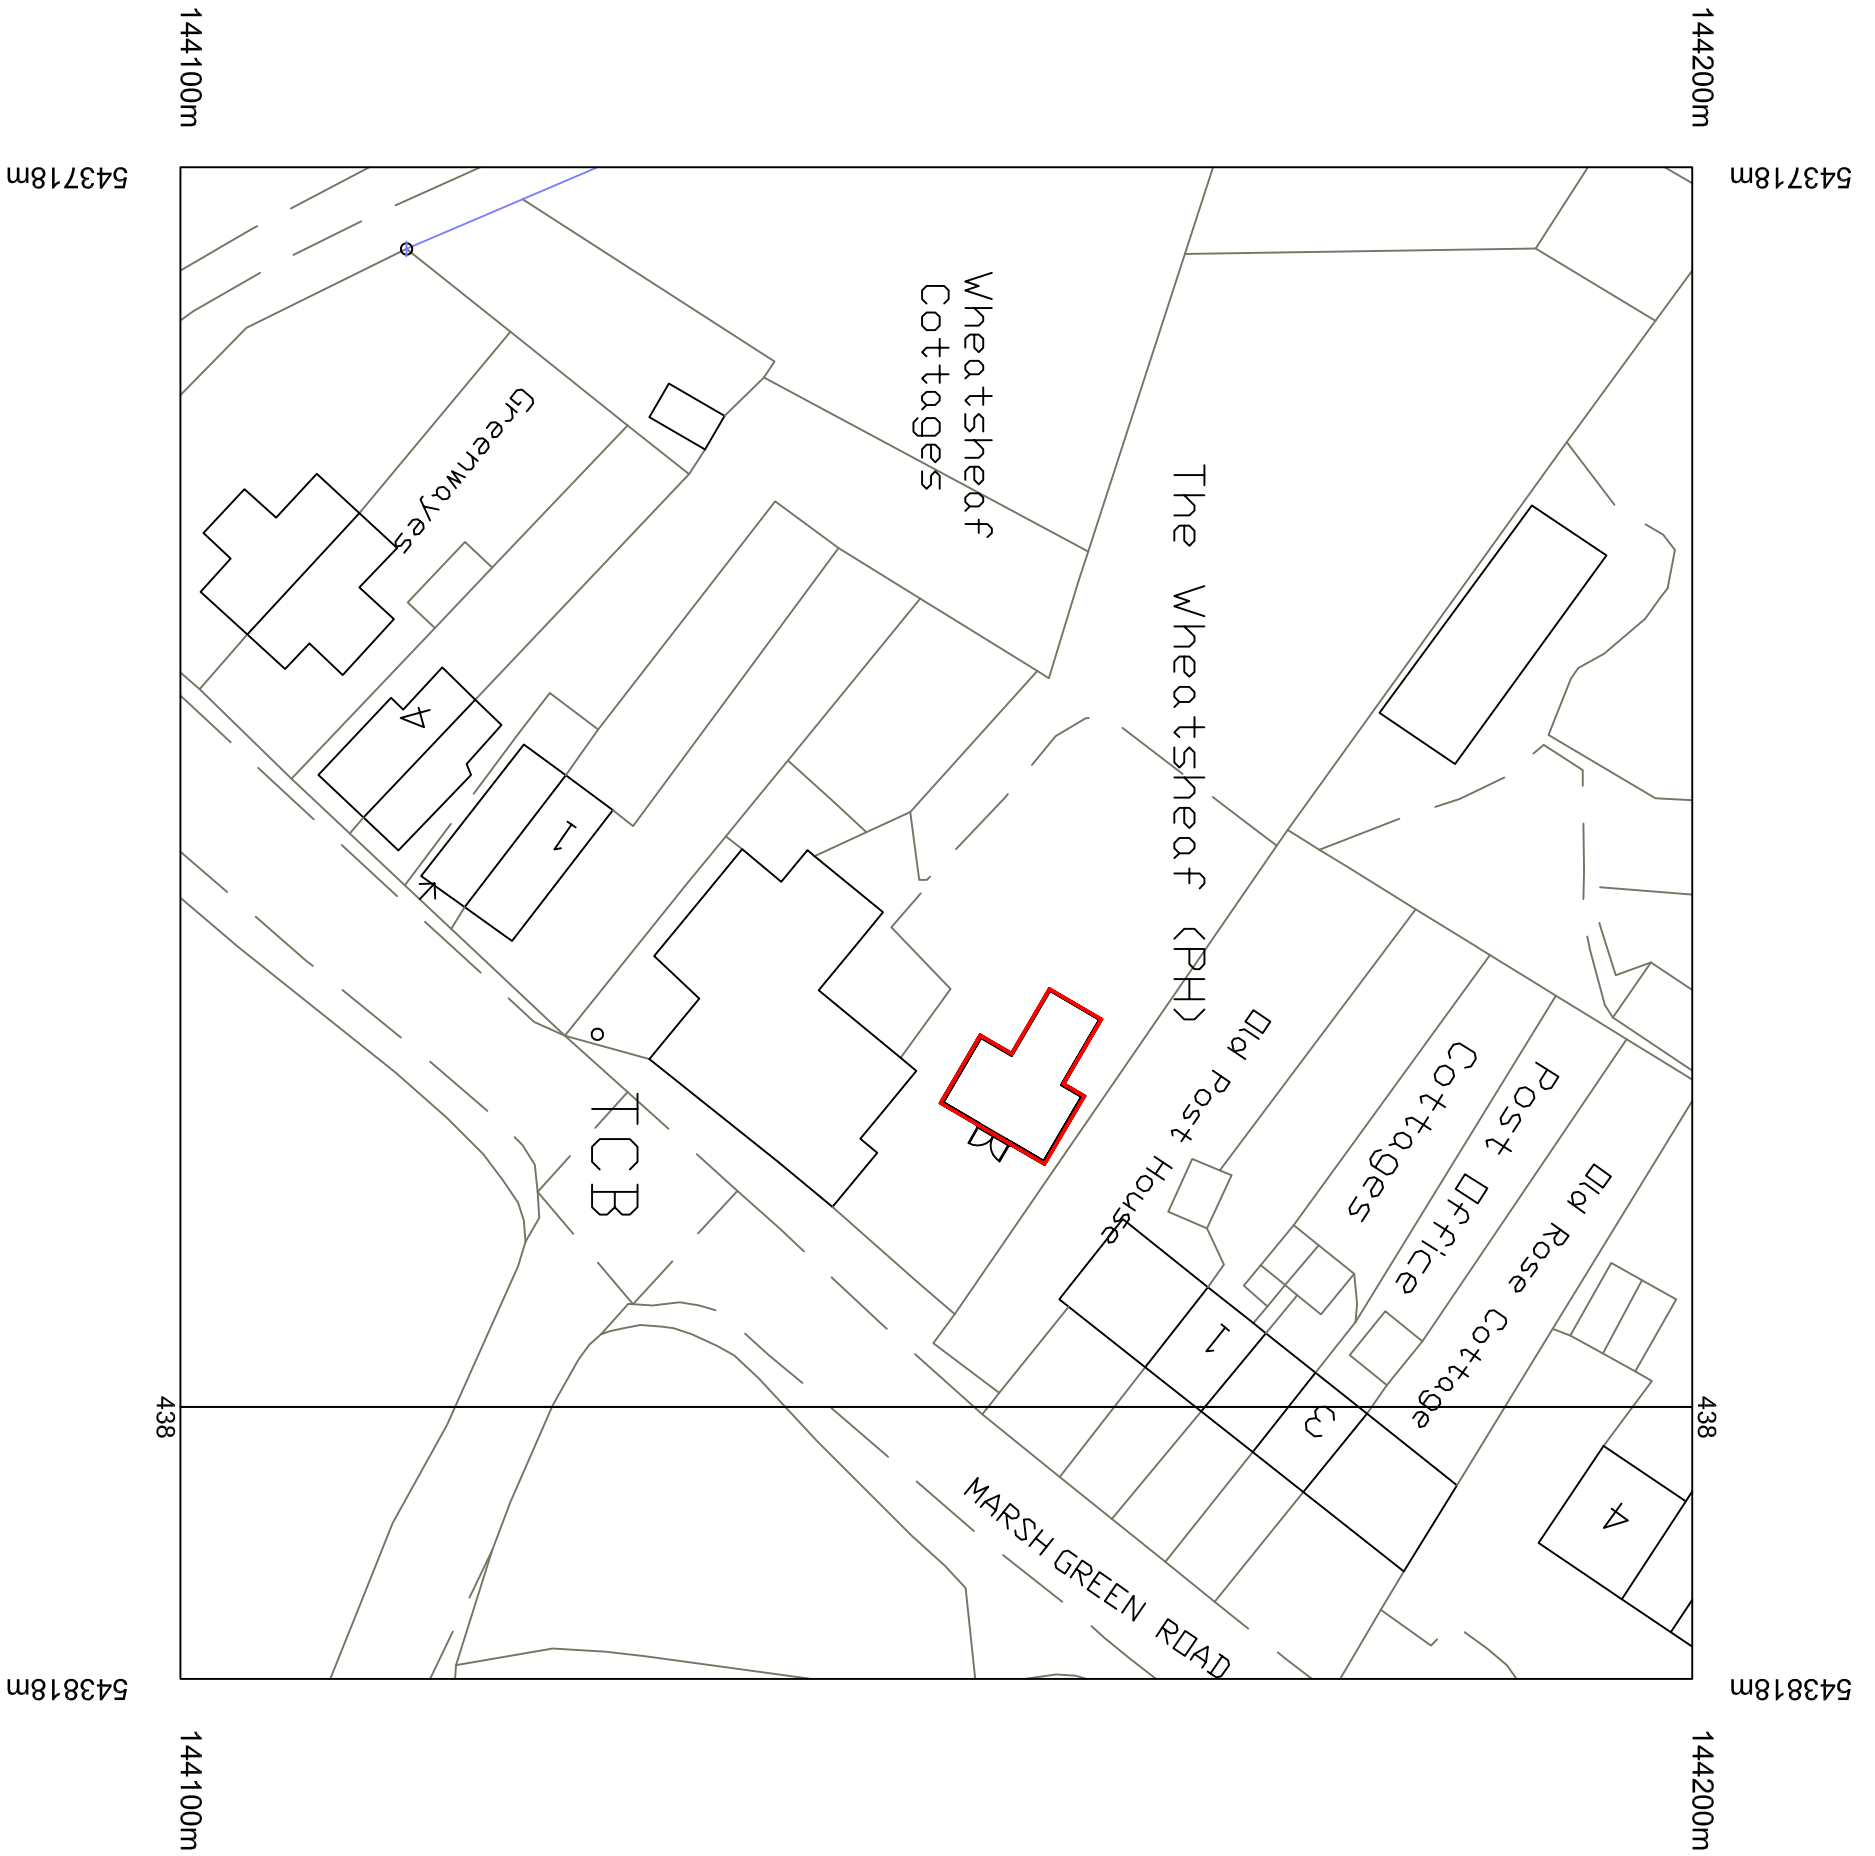 144100m
144200m
543718m
543718m
Wheatsheaf
Cottages
Greenwayes
The Wheatsheaf (PH)
4
1
TCB
Old Post House
Post Office
Cottages
Old Rose Cottage
1
3
4
438
438
MARSH GREEN ROAD
543818m
543818m
144100m
144200m